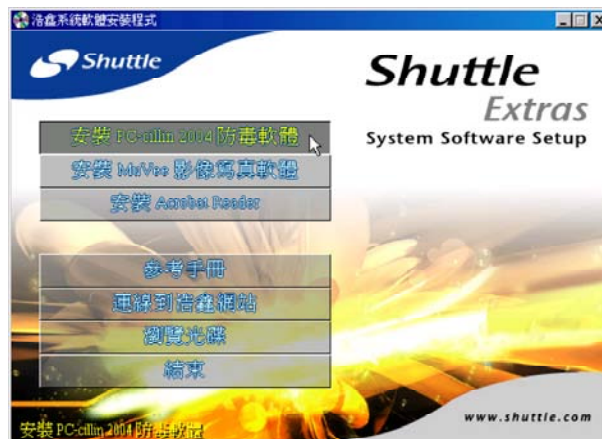 浩鑫系統軟體安裝程式
Shuttle
Shuttle
Extras
System Software Setup
安裝 PC-cillin 2004 防毒軟體
安裝 MuVee 影像寫真軟體
安裝 Acrobat Reader
參考手冊
連線到浩鑫網站
瀏覽光碟
結束
www.shuttle.com
安裝 PC-cillin 2004 防毒軟體